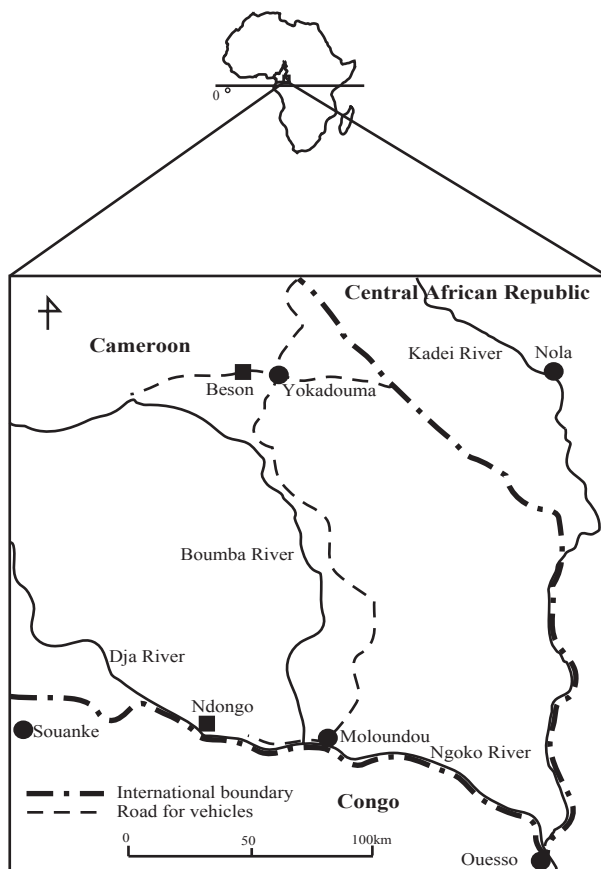 0 °
Central African Republic
Cameroon
Kadei River
Nola
Beson
Yokadouma
Boumba River
Dja River
Ndongo
Souanke
Moloundou
Ngoko River
International boundary
Road for vehicles
Congo
0
50
100km
Ouesso